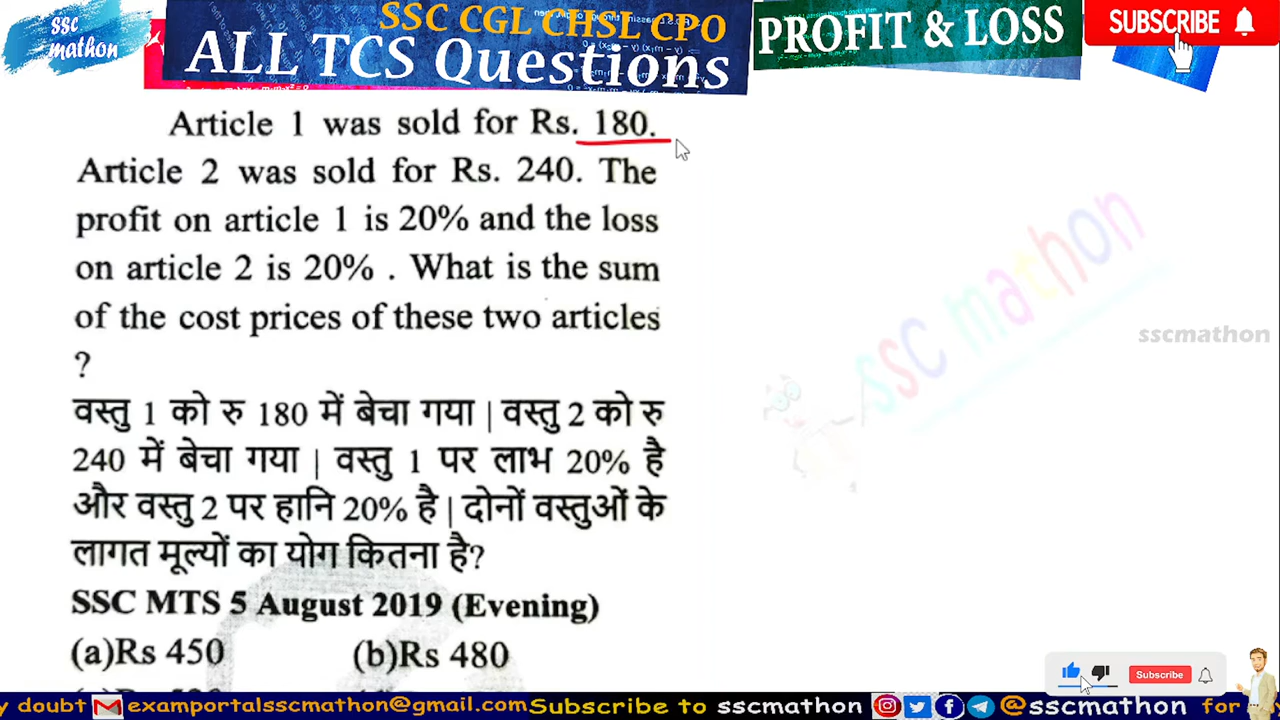 SSC CGL CHSL CPO
ssc
mathon
ALL TCS Questions
PROFIT & LOSS
SUBSCRIBE
Article 1 was sold for Rs. 180.
Article 2 was sold for Rs. 240. The
profit on article 1 is 20% and the loss
on article 2 is 20% . What is the sum
of the cost prices of these two articles
?
वस्तु 1 को रु 180 में बेचा गया | वस्तु 2 को रु
240 में बेचा गया | वस्तु 1 पर लाभ 20% है
और वस्तु 2 पर हानि 20% है | दोनों वस्तुओं के
लागत मूल्यों का योग कितना है?
SSC MTS 5 August 2019 (Evening)
(a)Rs 450 (b)Rs 480
ssc mathon
sscmathon
Subscribe
y doubt examportalsscmathon@gmail.com Subscribe to sscmathon @sscmathon for